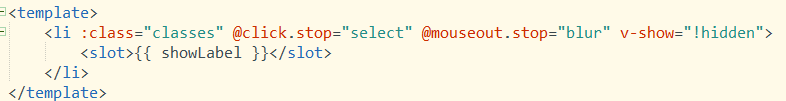 <template>
<li :class="classes" @click.stop="select" @mouseout.stop="blur" v-show="!hidden">
<slot>{{ showLabel }}</slot>
</li>
</template>